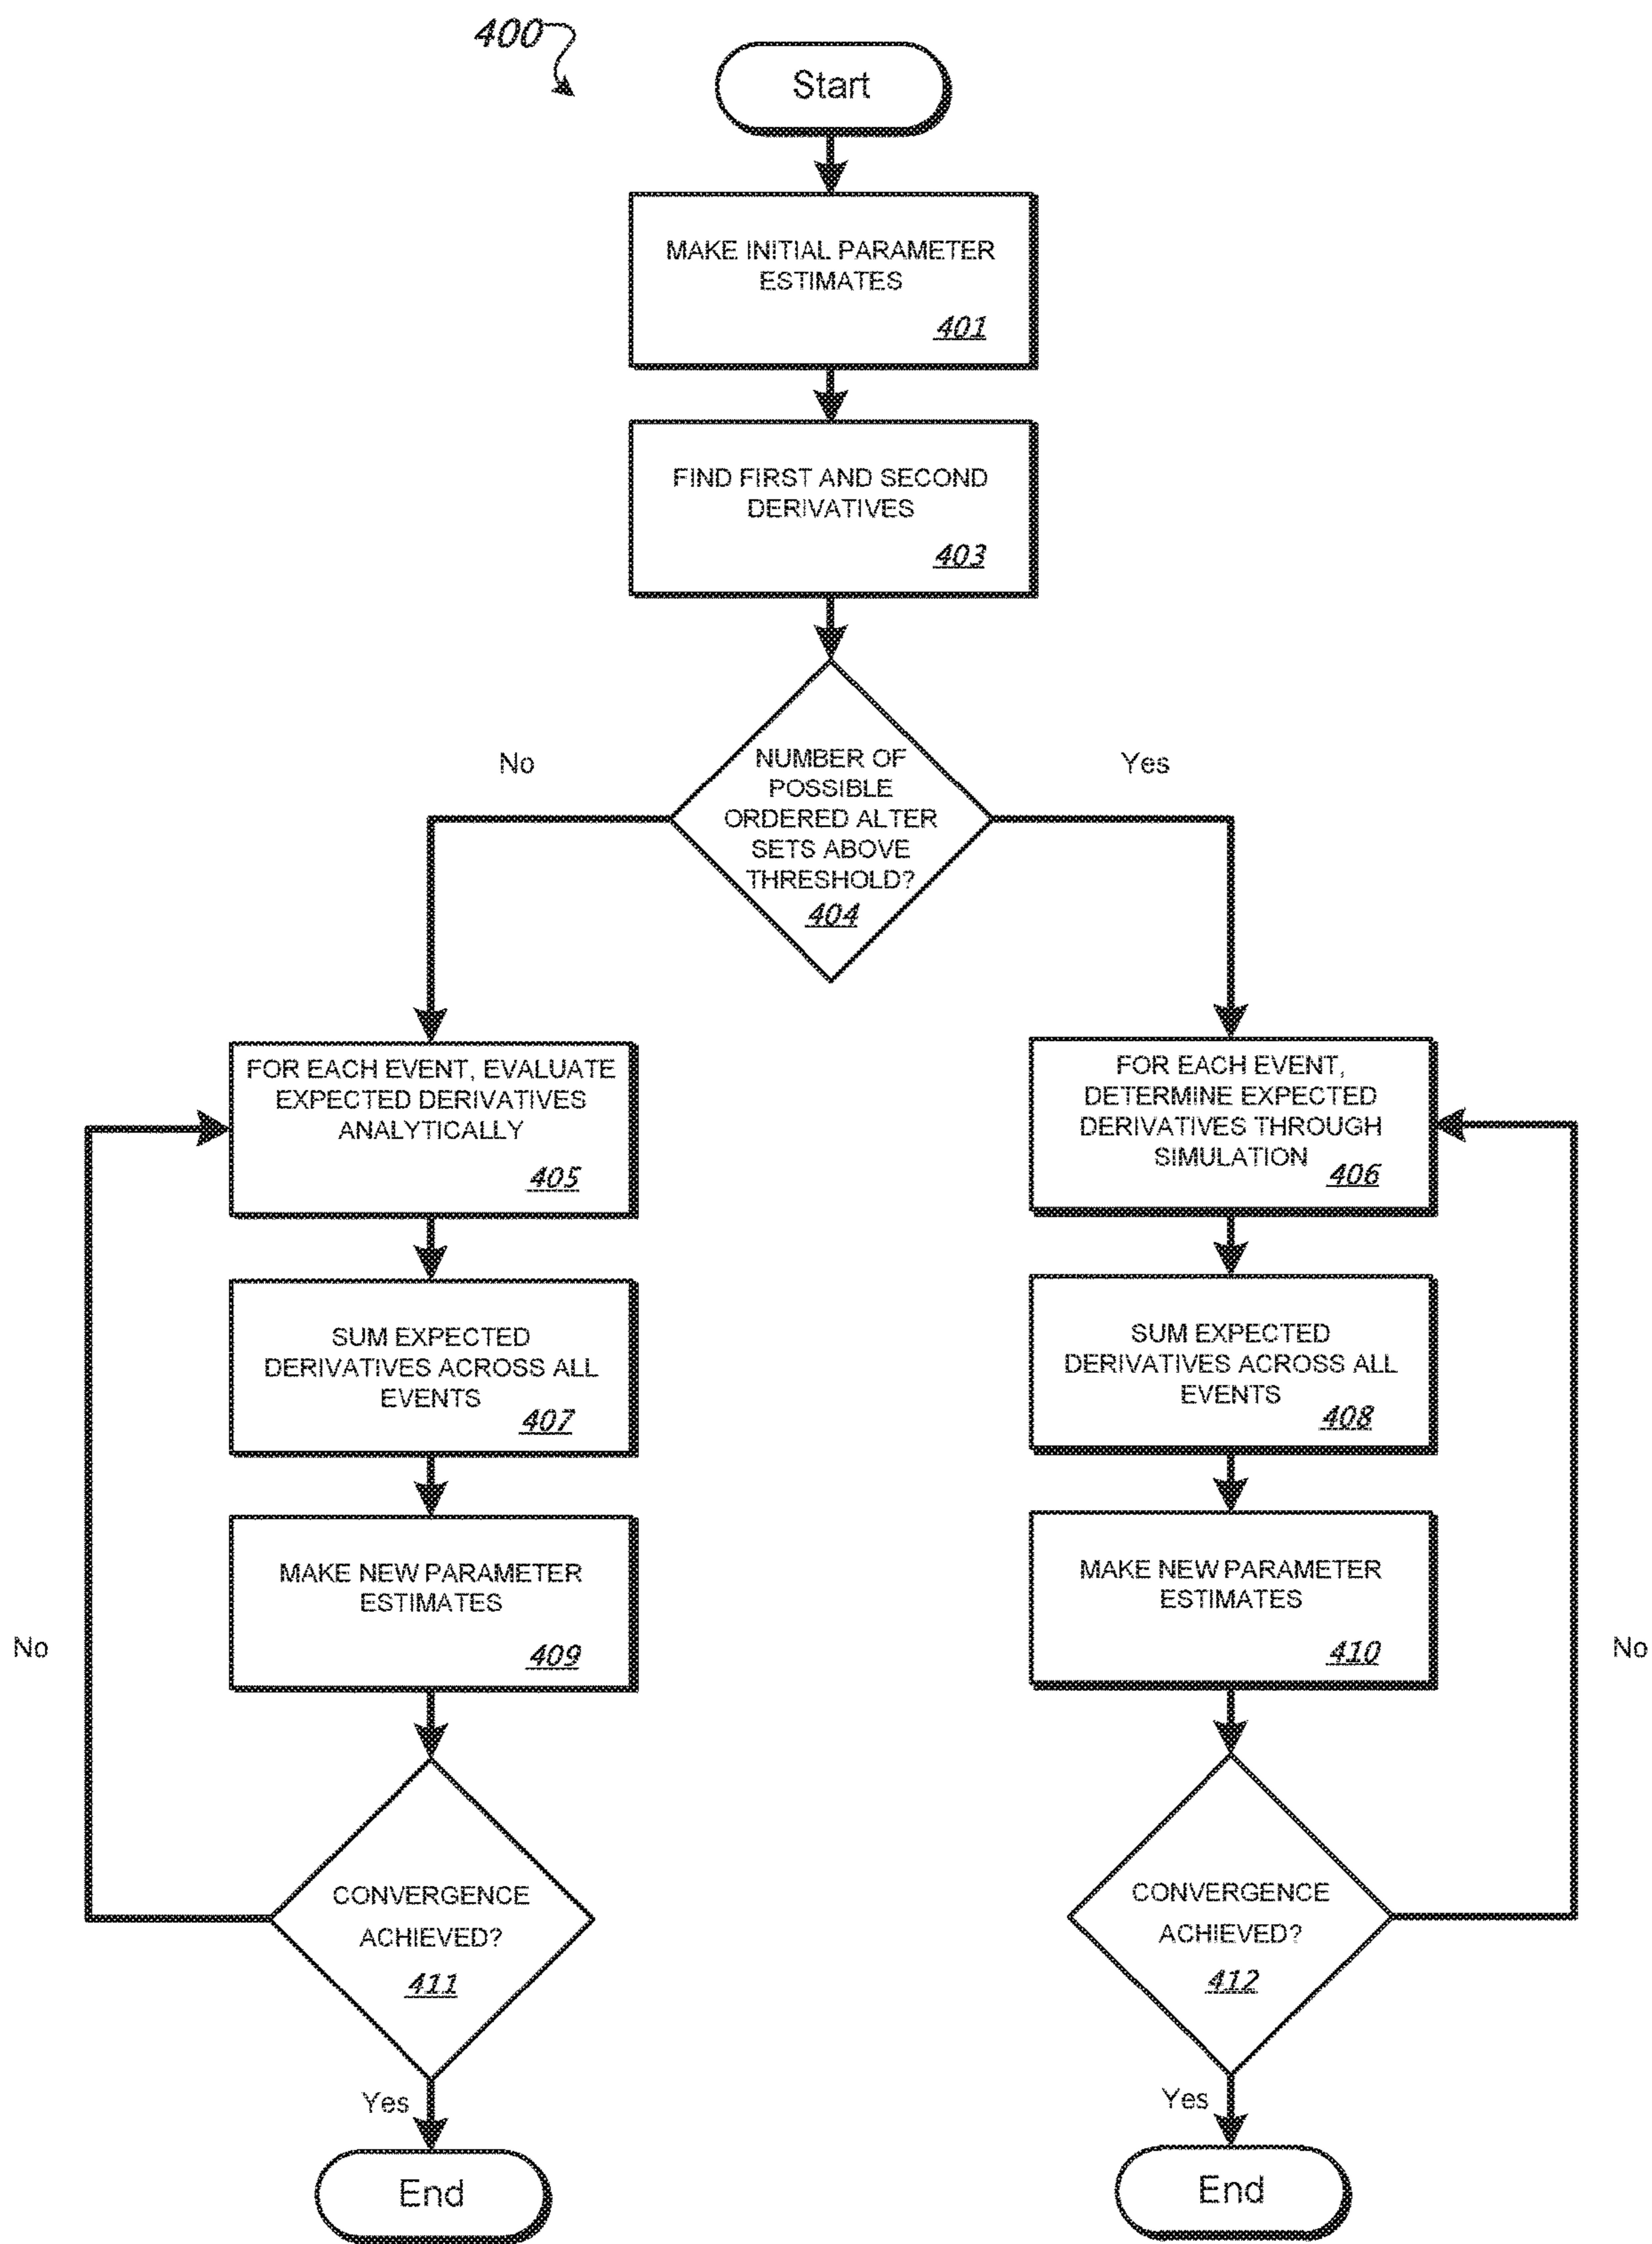 400
Start
MAKE INITIAL PARAMETER
ESTIMATES
401
FIND FIRST AND SECOND
DERIVATIVES
403
No
Yes
NUMBER OF
POSSIBLE
ORDERED ALTER
SETS ABOVE
THRESHOLD?
404
FOR EACH EVENT, EVALUATE
EXPECTED DERIVATIVES
ANALYTICALLY
405
SUM EXPECTED
DERIVATIVES ACROSS ALL
EVENTS
407
MAKE NEW PARAMETER
ESTIMATES
409
No
CONVERGENCE
ACHIEVED?
411
Yes
End
FOR EACH EVENT,
DETERMINE EXPECTED
DERIVATIVES THROUGH
SIMULATION
406
SUM EXPECTED
DERIVATIVES ACROSS ALL
EVENTS
408
MAKE NEW PARAMETER
ESTIMATES
410
No
CONVERGENCE
ACHIEVED?
412
Yes
End